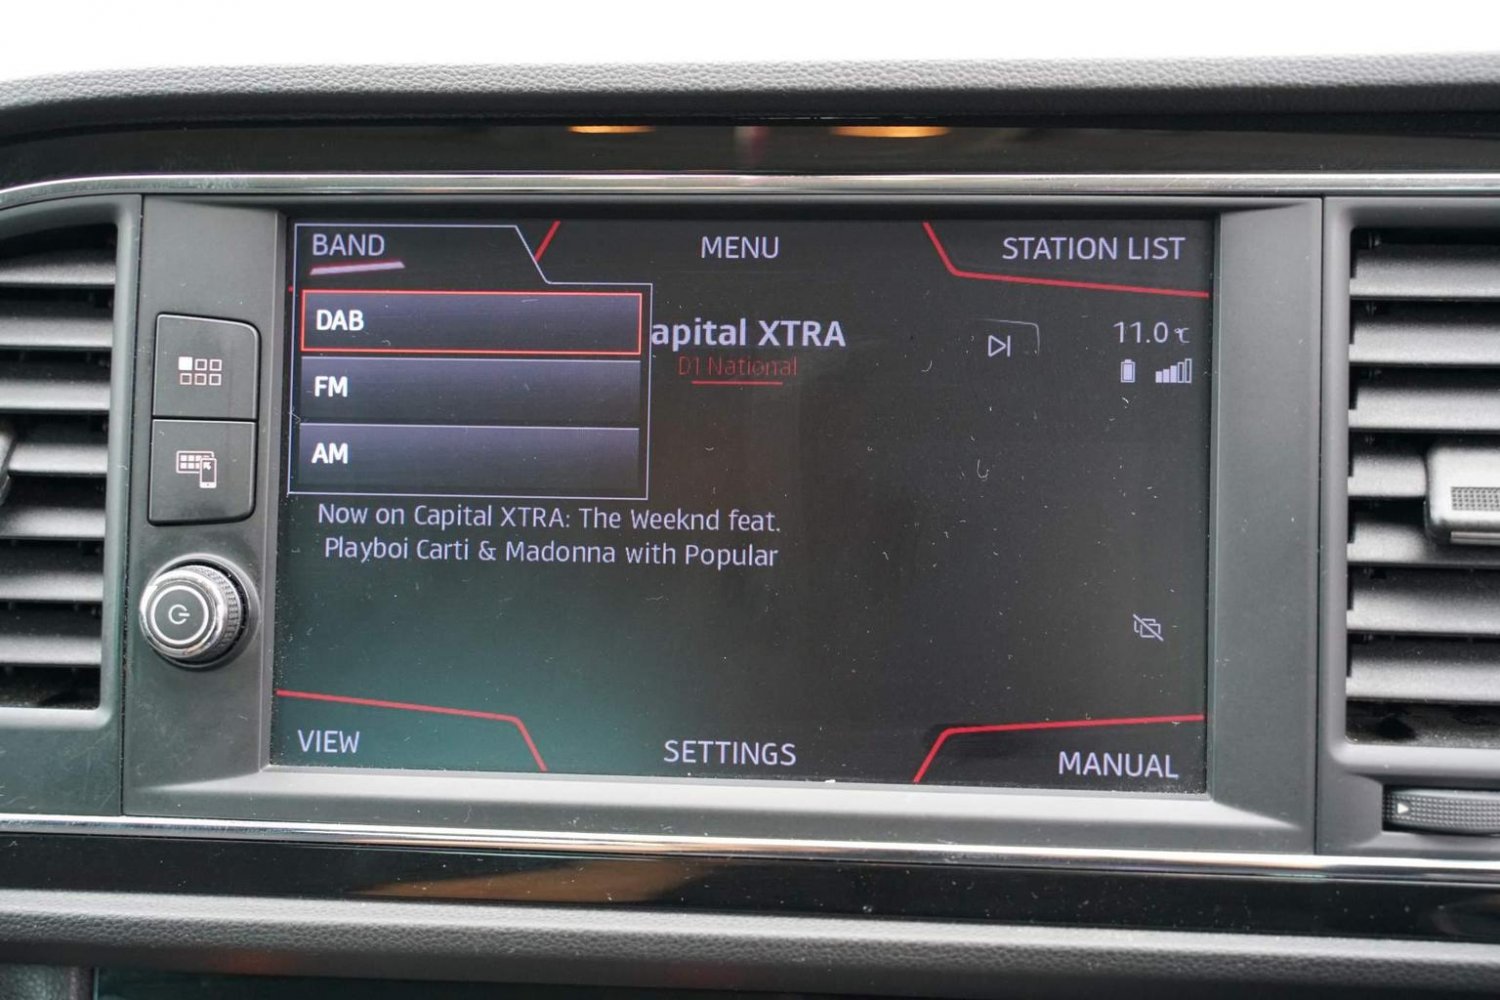 BAND
MENU
STATION LIST
DAB
apital XTRA
11.0 °C
D1 National
FM
AM
Now on Capital XTRA: The Weeknd feat.
Playboi Carti & Madonna with Popular
VIEW
SETTINGS
MANUAL